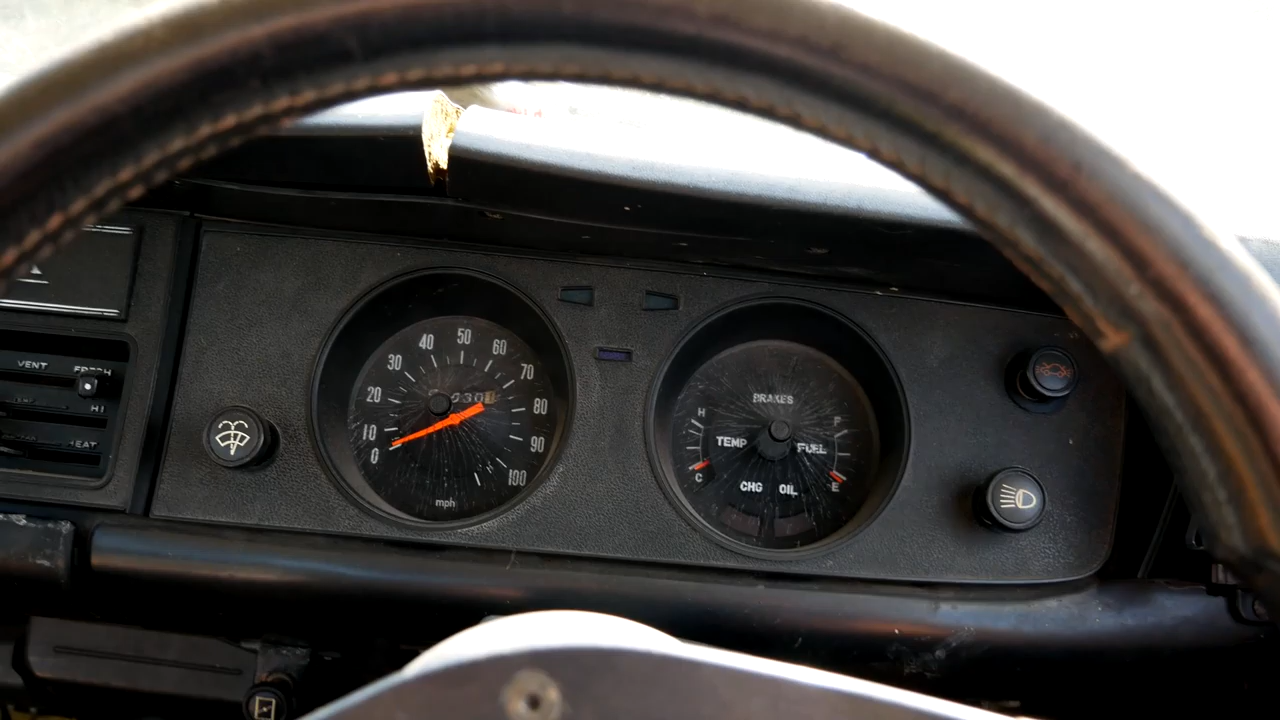 VENT FRESH
HI
HEAT
0 10 20 30 40 50 60 70 80 90 100
mph
BRAKES
H F
TEMP FUEL
C E
CHG OIL